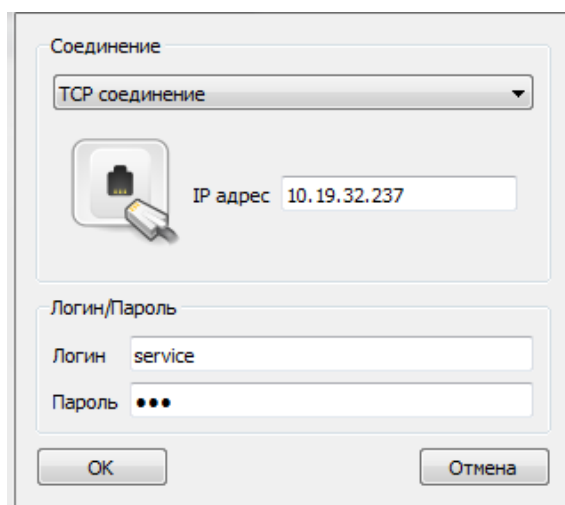 Соединение
TCP соединение
IP адрес 10.19.32.237
Логин/Пароль
Логин service
Пароль ●●●
OK Отмена